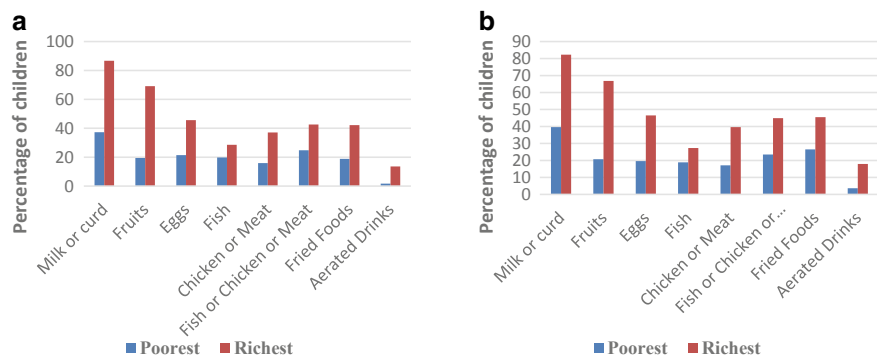 a
Percentage of children
100
80
60
40
20
0
Milk or curd
Fruits
Eggs
Fish
Chicken or Meat
Fish or Chicken or Meat
Fried Foods
Aerated Drinks
Poorest
Richest
b
Percentage of children
90
80
70
60
50
40
30
20
10
0
Milk or curd
Fruits
Eggs
Fish
Chicken or Meat
Fish or Chicken or...
Fried Foods
Aerated Drinks
Poorest
Richest